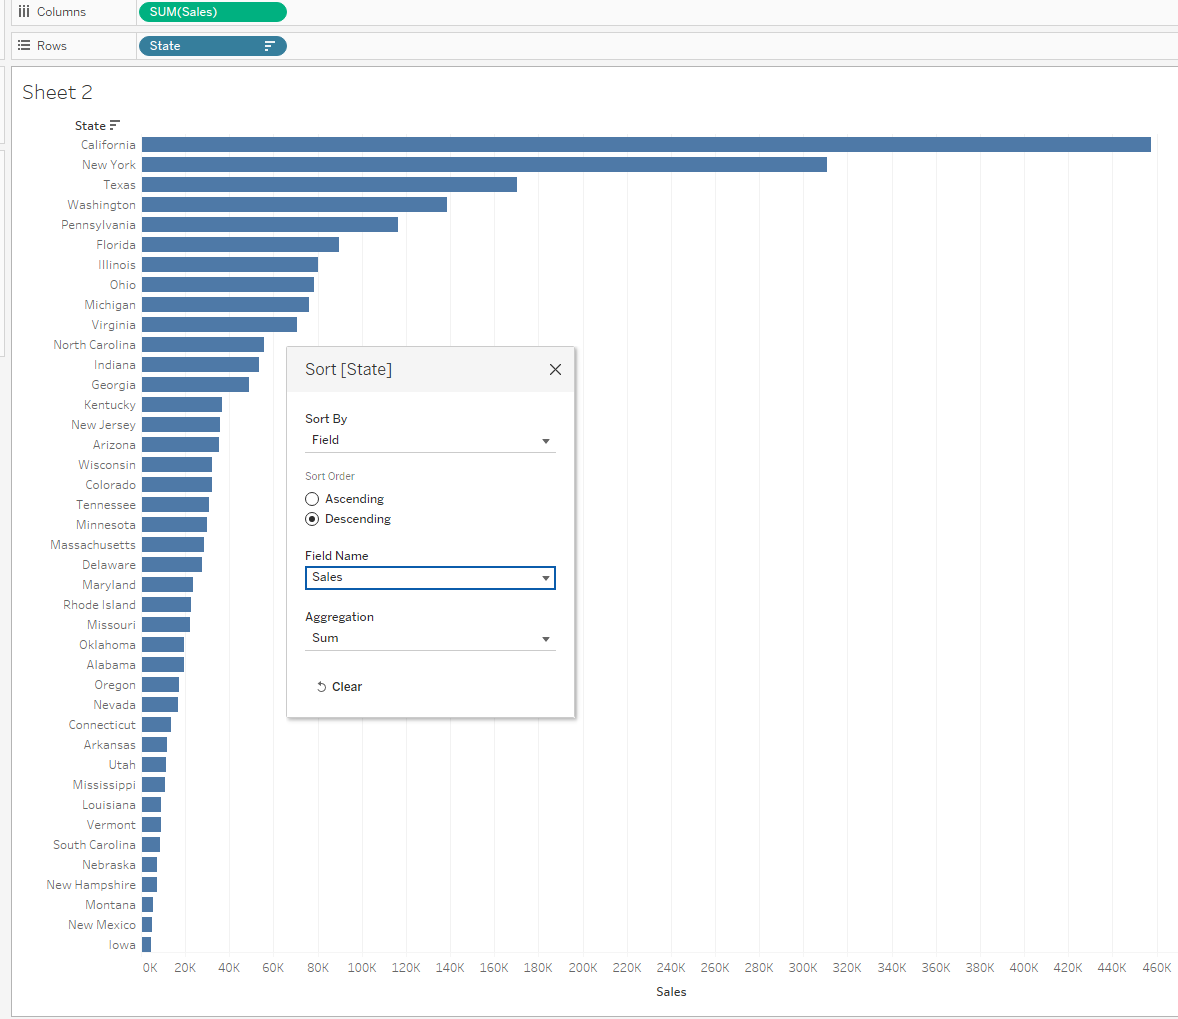 Columns
SUM(Sales)
Rows
State
Sheet 2
State
California
New York
Texas
Washington
Pennsylvania
Florida
Illinois
Ohio
Michigan
Virginia
North Carolina
Indiana
Georgia
Kentucky
New Jersey
Arizona
Wisconsin
Colorado
Tennessee
Minnesota
Massachusetts
Delaware
Maryland
Rhode Island
Missouri
Oklahoma
Alabama
Oregon
Nevada
Connecticut
Arkansas
Utah
Mississippi
Louisiana
Vermont
South Carolina
Nebraska
New Hampshire
Montana
New Mexico
Iowa
Sort [State]
Sort By
Field
Sort Order
Ascending
Descending
Field Name
Sales
Aggregation
Sum
Clear
0K 20K 40K 60K 80K 100K 120K 140K 160K 180K 200K 220K 240K 260K 280K 300K 320K 340K 360K 380K 400K 420K 440K 460K
Sales